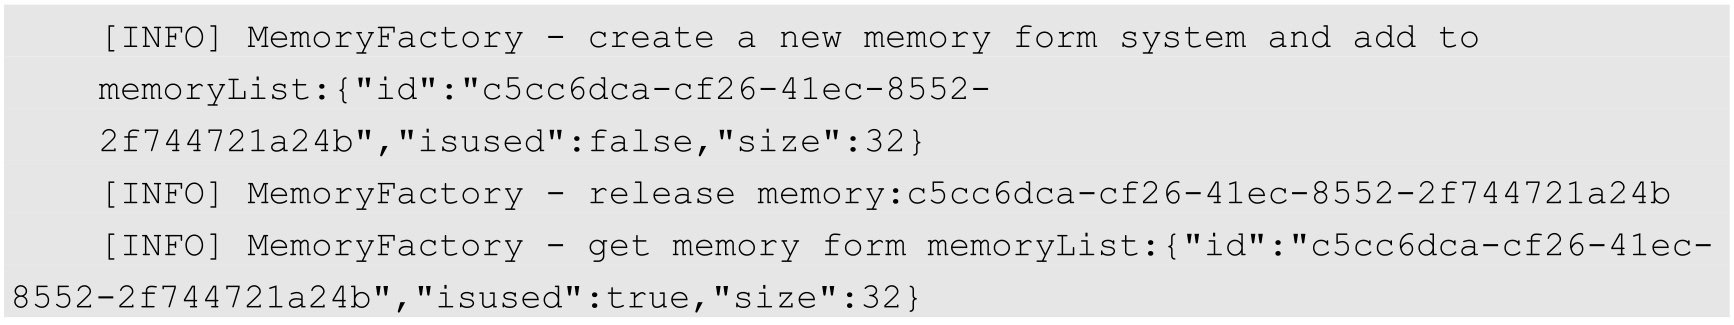 [INFO] MemoryFactory - create a new memory form system and add to
memoryList:{"id":"c5cc6dca-cf26-41ec-8552-
2f744721a24b","isused":false,"size":32}
[INFO] MemoryFactory - release memory:c5cc6dca-cf26-41ec-8552-2f744721a24b
[INFO] MemoryFactory - get memory form memoryList:{"id":"c5cc6dca-cf26-41ec-
8552-2f744721a24b","isused":true,"size":32}